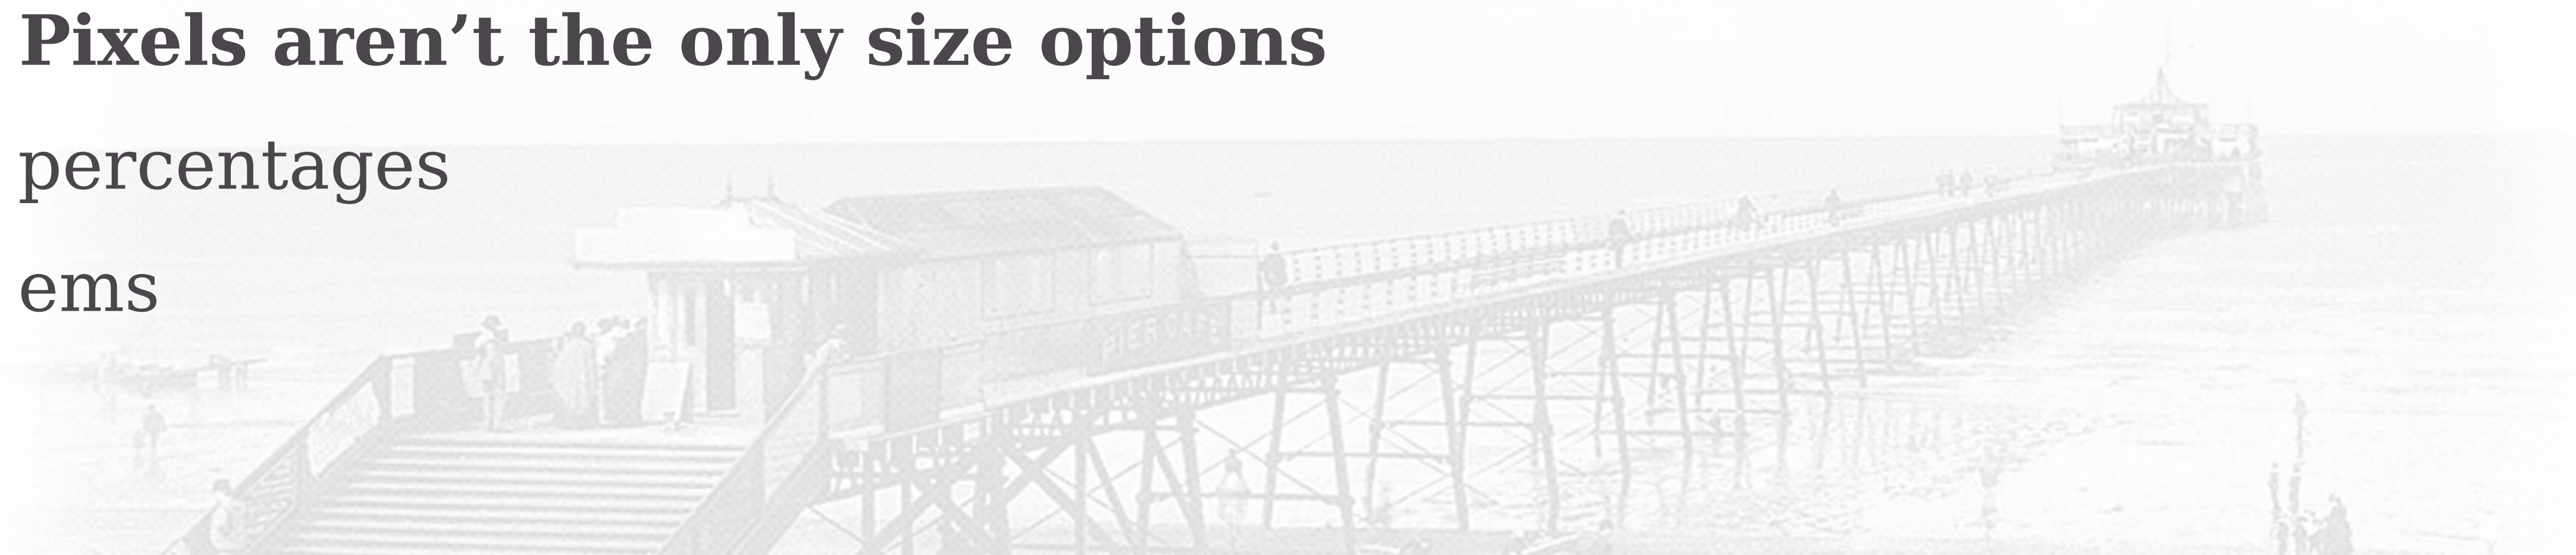 Pixels aren’t the only size options
percentages
ems